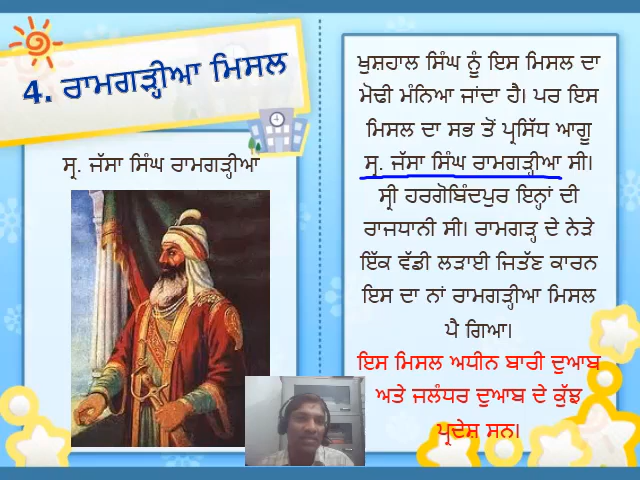 4. ਰਾਮਗੜ੍ਹੀਆ ਮਿਸਲ
ਸ੍ਰ. ਜੱਸਾ ਸਿੰਘ ਰਾਮਗੜ੍ਹੀਆ
ਖੁਸ਼ਹਾਲ ਸਿੰਘ ਨੂੰ ਇਸ ਮਿਸਲ ਦਾ
ਮੋਢੀ ਮੰਨਿਆ ਜਾਂਦਾ ਹੈ। ਪਰ ਇਸ
ਮਿਸਲ ਦਾ ਸਭ ਤੋਂ ਪ੍ਰਸਿੱਧ ਆਗੂ
ਸ੍ਰ. ਜੱਸਾ ਸਿੰਘ ਰਾਮਗੜ੍ਹੀਆ ਸੀ।
ਸ੍ਰੀ ਹਰਗੋਬਿੰਦਪੁਰ ਇਨ੍ਹਾਂ ਦੀ
ਰਾਜਧਾਨੀ ਸੀ। ਰਾਮਗੜ੍ਹ ਦੇ ਨੇੜੇ
ਇੱਕ ਵੱਡੀ ਲੜਾਈ ਜਿਤੱਣ ਕਾਰਨ
ਇਸ ਦਾ ਨਾਂ ਰਾਮਗੜ੍ਹੀਆ ਮਿਸਲ
ਪੈ ਗਿਆ।
ਇਸ ਮਿਸਲ ਅਧੀਨ ਬਾਰੀ ਦੁਆਬ
ਅਤੇ ਜਲੰਧਰ ਦੁਆਬ ਦੇ ਕੁੱਝ
ਪ੍ਰਦੇਸ਼ ਸਨ।